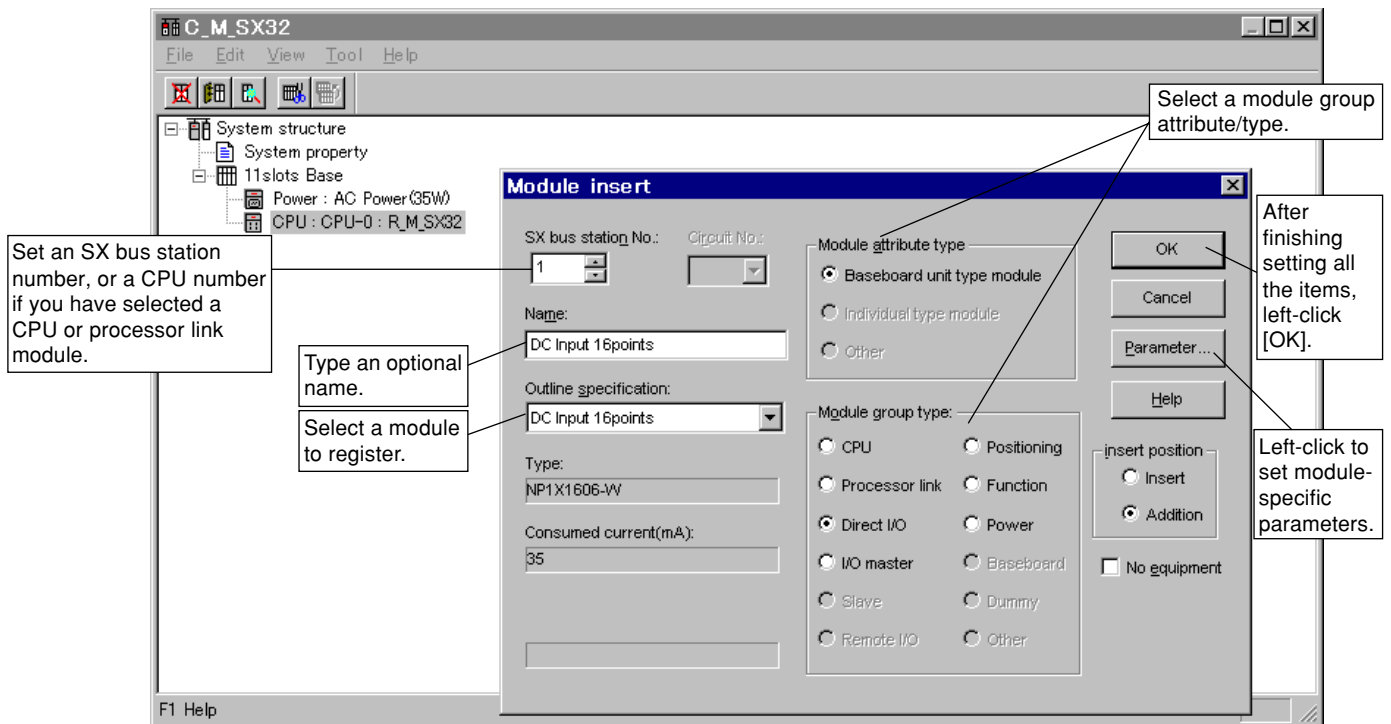 C_M_SX32
File Edit View Tool Help
Select a module group
attribute/type.
System structure
System property
11slots Base
Power : AC Power(35W)
CPU : CPU-0 : R_M_SX32
Set an SX bus station
number, or a CPU number
if you have selected a
CPU or processor link
module.
Type an optional
name.
Select a module
to register.
Module insert
SX bus station No.:
Circuit No.:
1
Name:
DC Input 16points
Outline specification:
DC Input 16points
Type:
NP1X1606-W
Consumed current(mA):
35
Module attribute type
Baseboard unit type module
Individual type module
Other
Module group type:
CPU
Positioning
Processor link
Function
Direct I/O
Power
I/O master
Baseboard
Slave
Dummy
Remote I/O
Other
OK
Cancel
Parameter...
Help
insert position
Insert
Addition
No equipment
After
finishing
setting all
the items,
left-click
[OK].
Left-click to
set module-
specific
parameters.
F1 Help